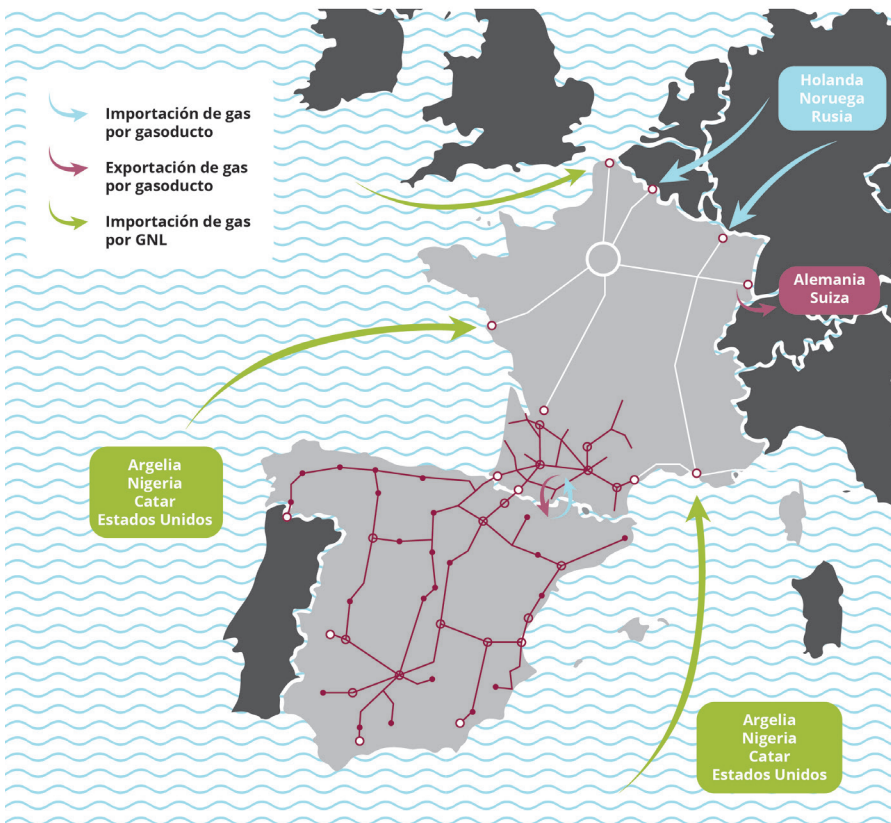 Importación de gas
por gasoducto
Exportación de gas
por gasoducto
Importación de gas
por GNL
Holanda
Noruega
Rusia
Alemania
Suiza
Argelia
Nigeria
Catar
Estados Unidos
Argelia
Nigeria
Catar
Estados Unidos